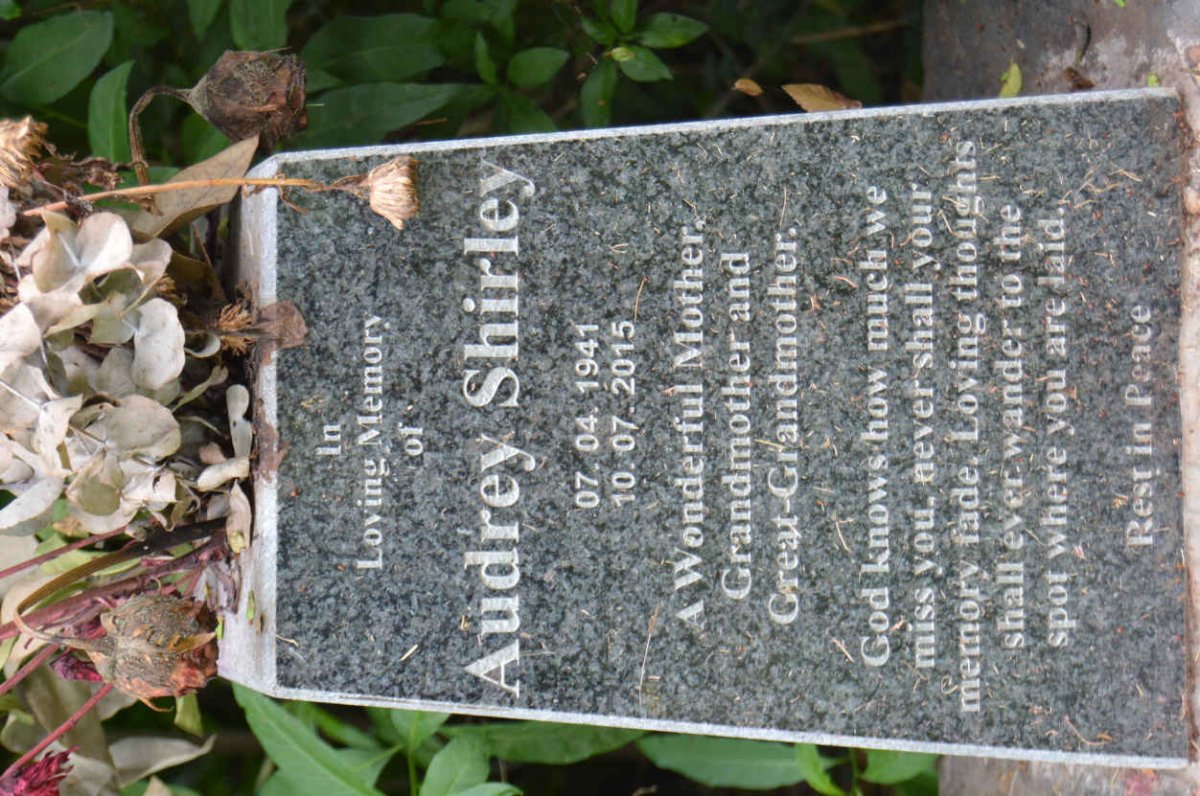 In
Loving Memory
of
Audrey Shirley
07. 04. 1941
10. 07. 2015
A Wonderful Mother,
Grandmother and
Great-Grandmother.
God knows how much we
miss you, never shall your
memory fade. Loving thoughts
shall ever wander to the
spot where you are laid.
Rest in Peace